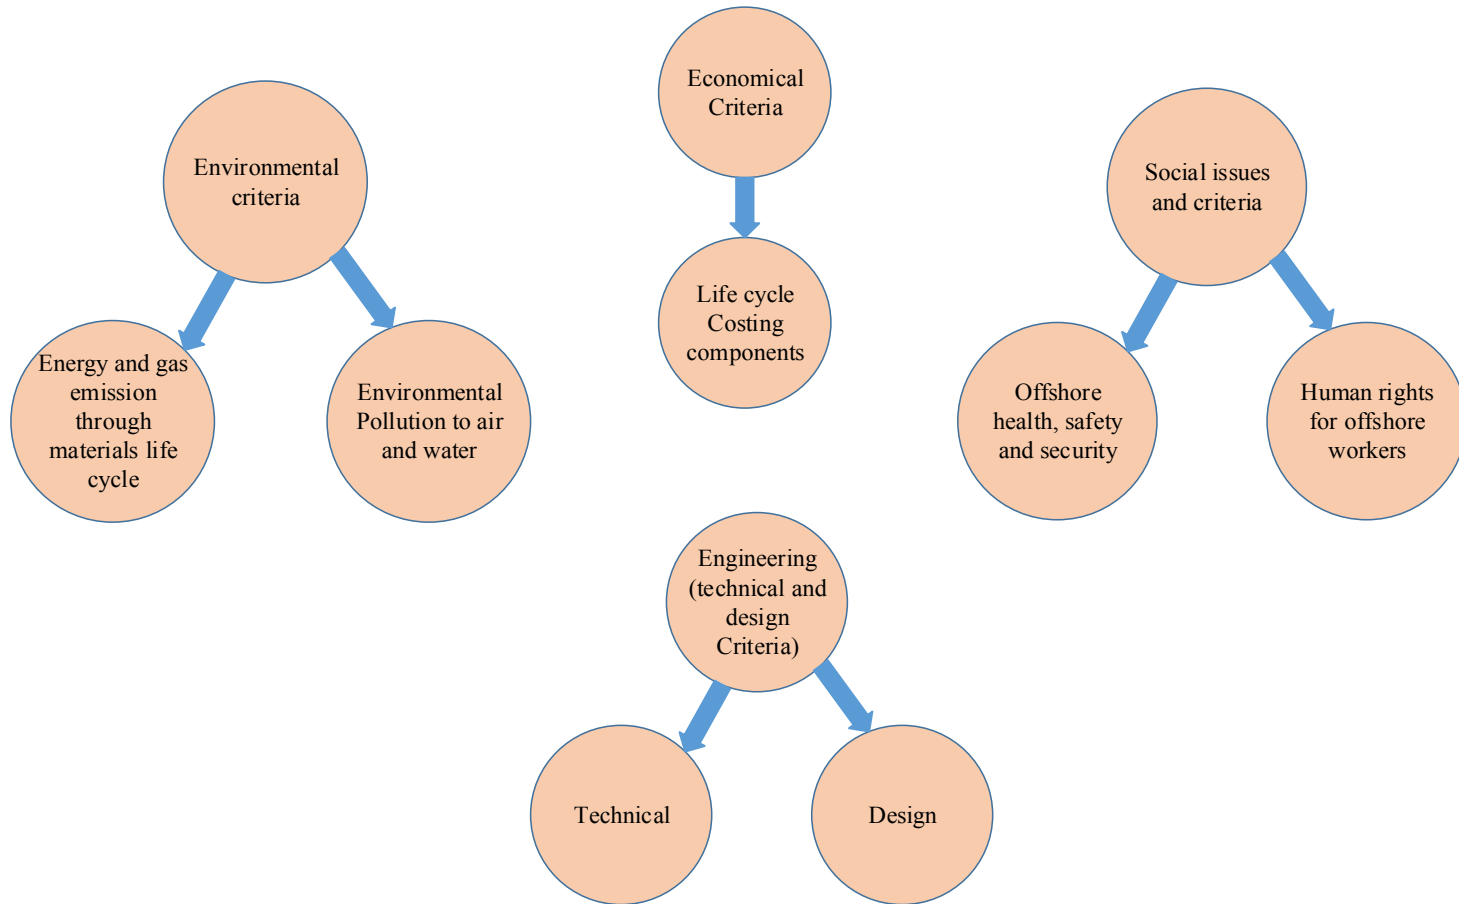 Economical
Criteria
Environmental
criteria
Social issues
and criteria
Life cycle
Costing
components
Energy and gas
emission
through
materials life
cycle
Environmental
Pollution to air
and water
Offshore
health, safety
and security
Human rights
for offshore
workers
Engineering
(technical and
design
Criteria)
Technical
Design